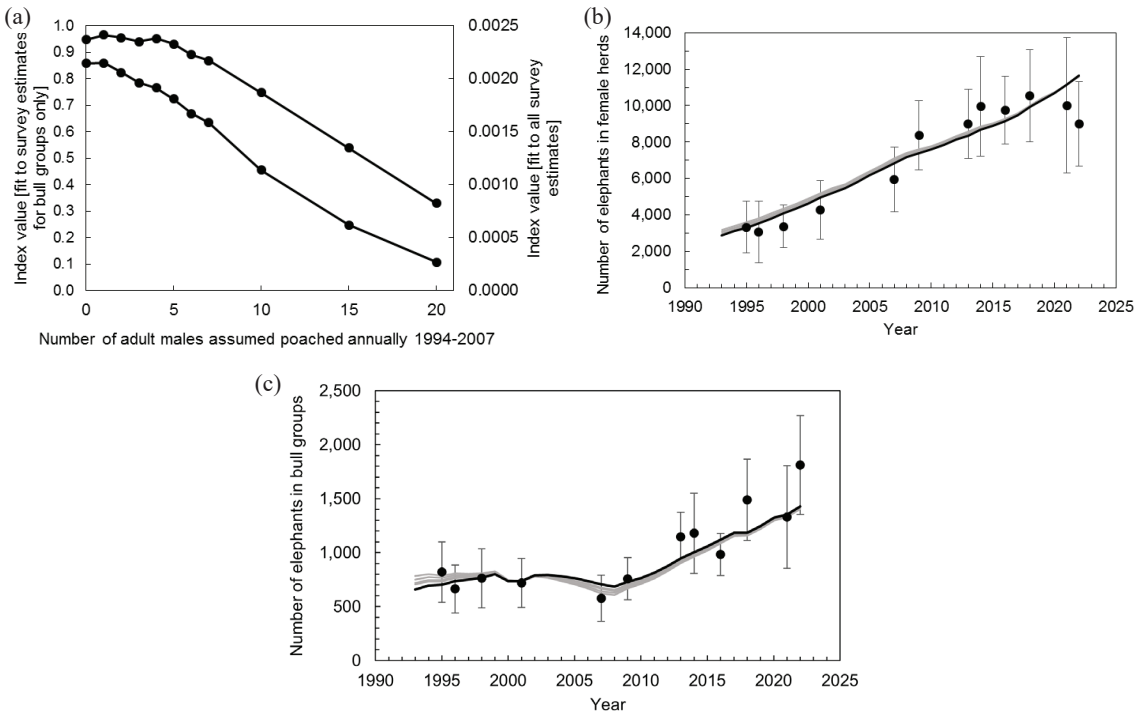 (a)
Index value [fit to survey estimates
for bull groups only]
1.0
0.9
0.8
0.7
0.6
0.5
0.4
0.3
0.2
0.1
0.0
0 5 10 15 20
Number of adult males assumed poached annually 1994-2007
0.0025
0.0020
0.0015
0.0010
0.0005
0.0000
Index value [fit to all survey
estimates]
(b)
Number of elephants in female herds
14,000
12,000
10,000
8,000
6,000
4,000
2,000
0
1990 1995 2000 2005 2010 2015 2020 2025
Year
(c)
Number of elephants in bull groups
2,500
2,000
1,500
1,000
500
0
1990 1995 2000 2005 2010 2015 2020 2025
Year